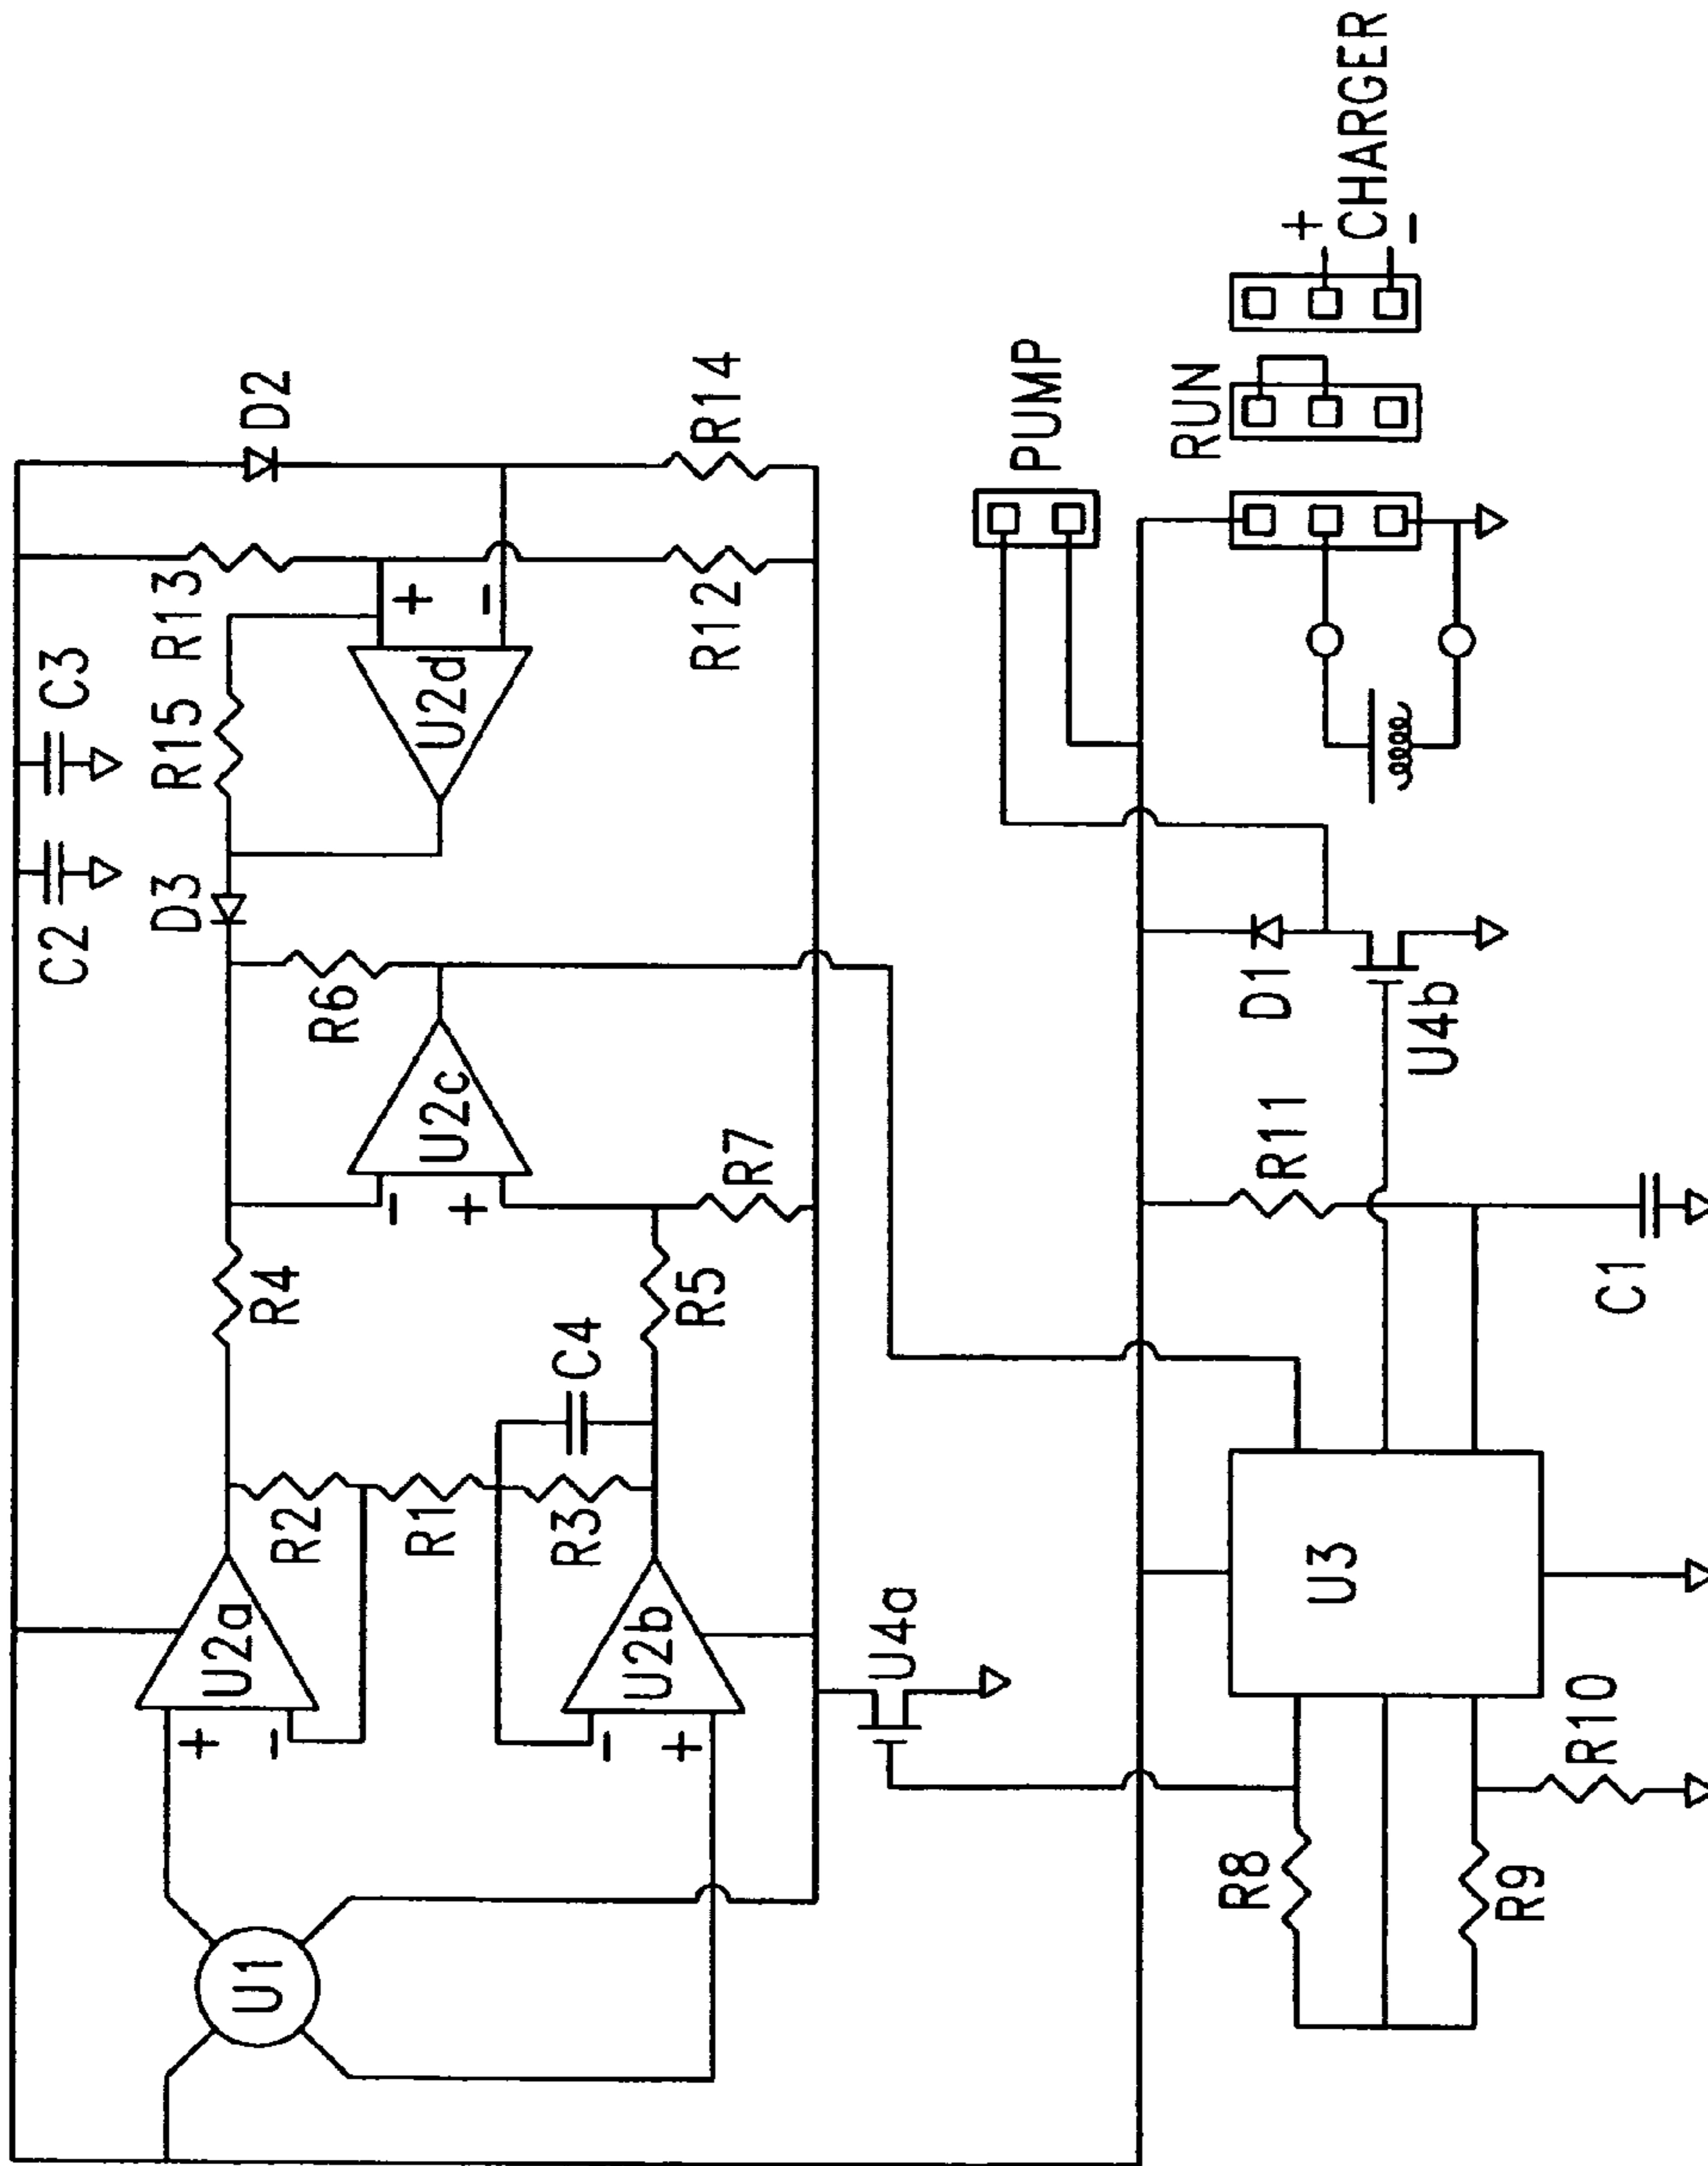 C2
C3
D3
R15
R13
D2
R6
+
-
U2d
R4
-
+
U2c
R12
R14
R2
R1
C4
R5
R7
+
-
U2a
R3
-
+
U2b
U1
U4a
PUMP
RUN
+
CHARGER
-
D1
R11
U4b
U3
R8
R9
R10
C1